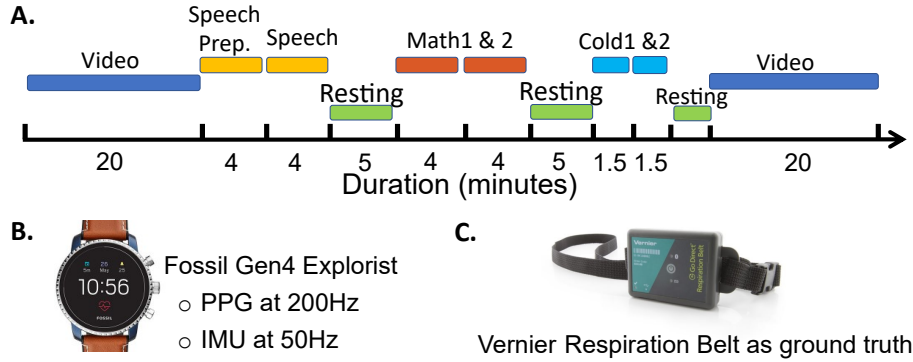 A.
Video
Speech
Prep.
Speech
Resting
Math1 & 2
Resting
Cold1 &2
Resting
Video
20 4 4 5 4 4 5 1.5 1.5 20
Duration (minutes)
B.
10:56
FOSSIL
Fossil Gen4 Explorist
○ PPG at 200Hz
○ IMU at 50Hz
C.
Vernier
Go Direct
Respiration Belt
Vernier Respiration Belt as ground truth